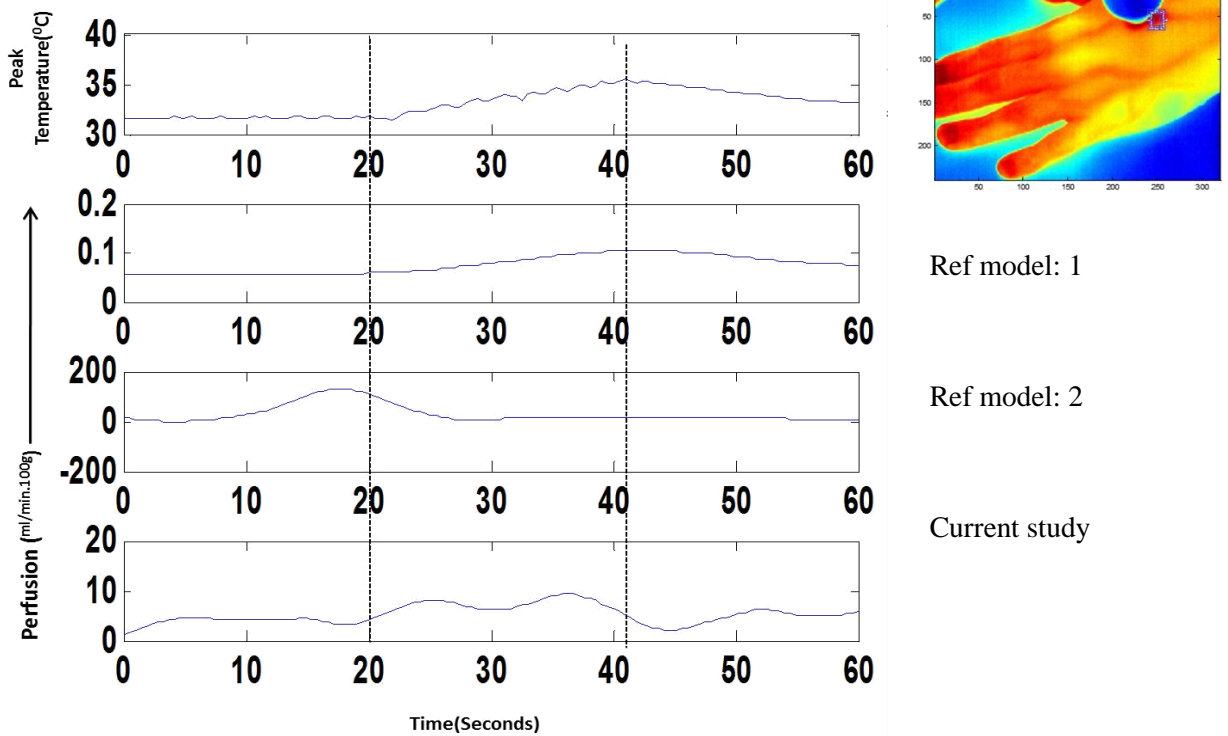 Peak
Temperature(⁰C)
40
35
30
0 10 20 30 40 50 60
0.2
0.1
0
0 10 20 30 40 50 60
200
0
-200
0 10 20 30 40 50 60
20
10
0
0 10 20 30 40 50 60
Perfusion (ml/min.100g)
Time(Seconds)
50
100
150
200
50 100 150 200 250 300
Ref model: 1
Ref model: 2
Current study